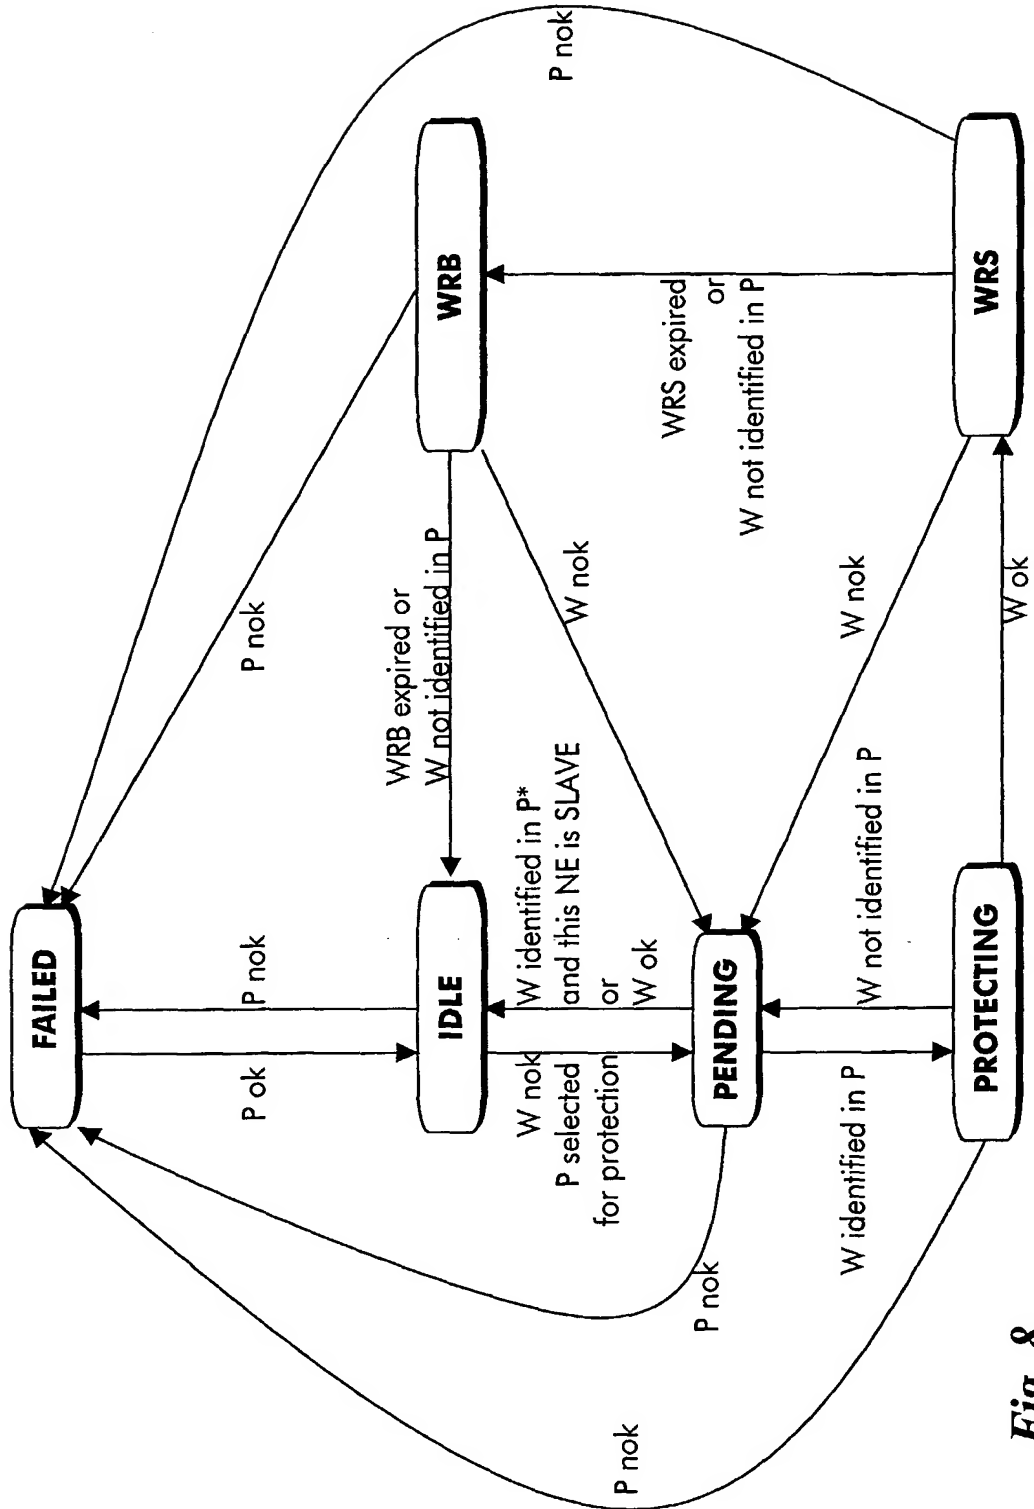 FAILED
P ok
P nok
P nok
WRB expired or
W not identified in P
IDLE
WRB
P nok
W nok
P selected
for protection
W identified in P*
and this NE is SLAVE
or
W ok
W nok
P nok
WRS expired
or
W not identified in P
P nok
PENDING
W identified in P
W not identified in P
W nok
PROTECTING
WRS
W ok
Fig. 8